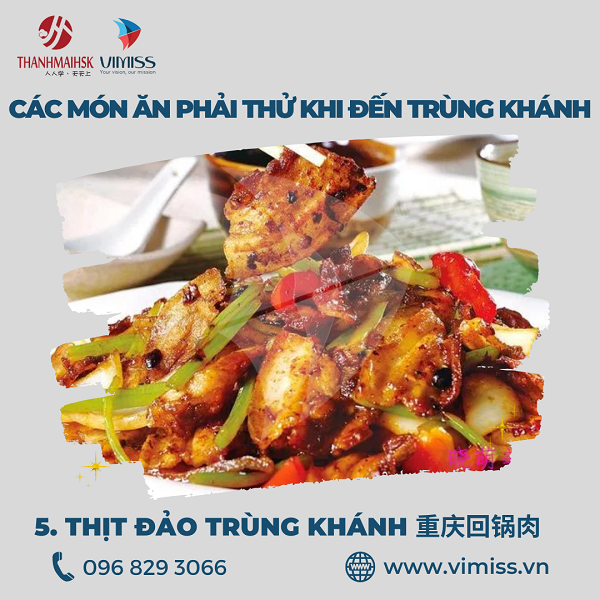 THANHMAIHSK
人人学·天天上
VIMISS
Your vision, our mission
CÁC MÓN ĂN PHẢI THỬ KHI ĐẾN TRÙNG KHÁNH
5. THỊT ĐẢO TRÙNG KHÁNH 重庆回锅肉
096 829 3066
www.vimiss.vn